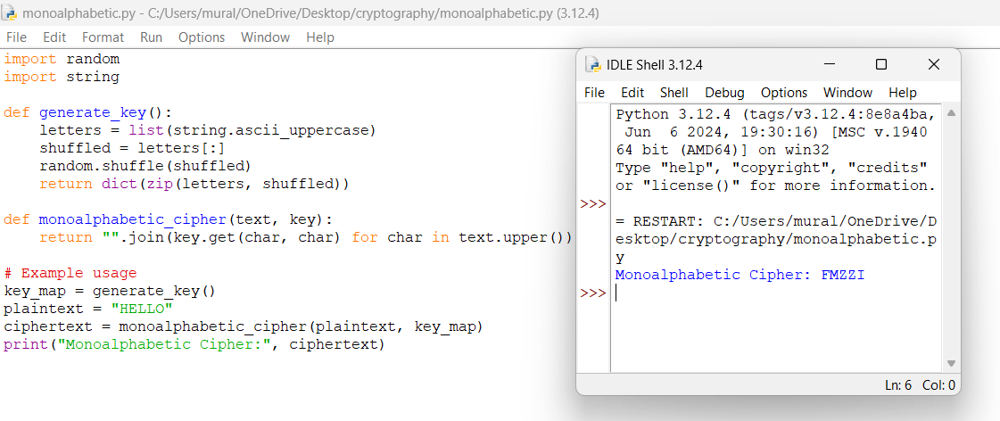 monoalphabetic.py - C:/Users/mural/OneDrive/Desktop/cryptography/monoalphabetic.py (3.12.4)
File Edit Format Run Options Window Help
import random
import string

def generate_key():
    letters = list(string.ascii_uppercase)
    shuffled = letters[:]
    random.shuffle(shuffled)
    return dict(zip(letters, shuffled))

def monoalphabetic_cipher(text, key):
    return "".join(key.get(char, char) for char in text.upper())

# Example usage
key_map = generate_key()
plaintext = "HELLO"
ciphertext = monoalphabetic_cipher(plaintext, key_map)
print("Monoalphabetic Cipher:", ciphertext)
IDLE Shell 3.12.4
File Edit Shell Debug Options Window Help
Python 3.12.4 (tags/v3.12.4:8e8a4ba,
 Jun  6 2024, 19:30:16) [MSC v.1940
64 bit (AMD64)] on win32
Type "help", "copyright", "credits"
or "license()" for more information.
>>>
= RESTART: C:/Users/mural/OneDrive/D
esktop/cryptography/monoalphabetic.p
y
Monoalphabetic Cipher: FMZZI
>>>
Ln: 6 Col: 0